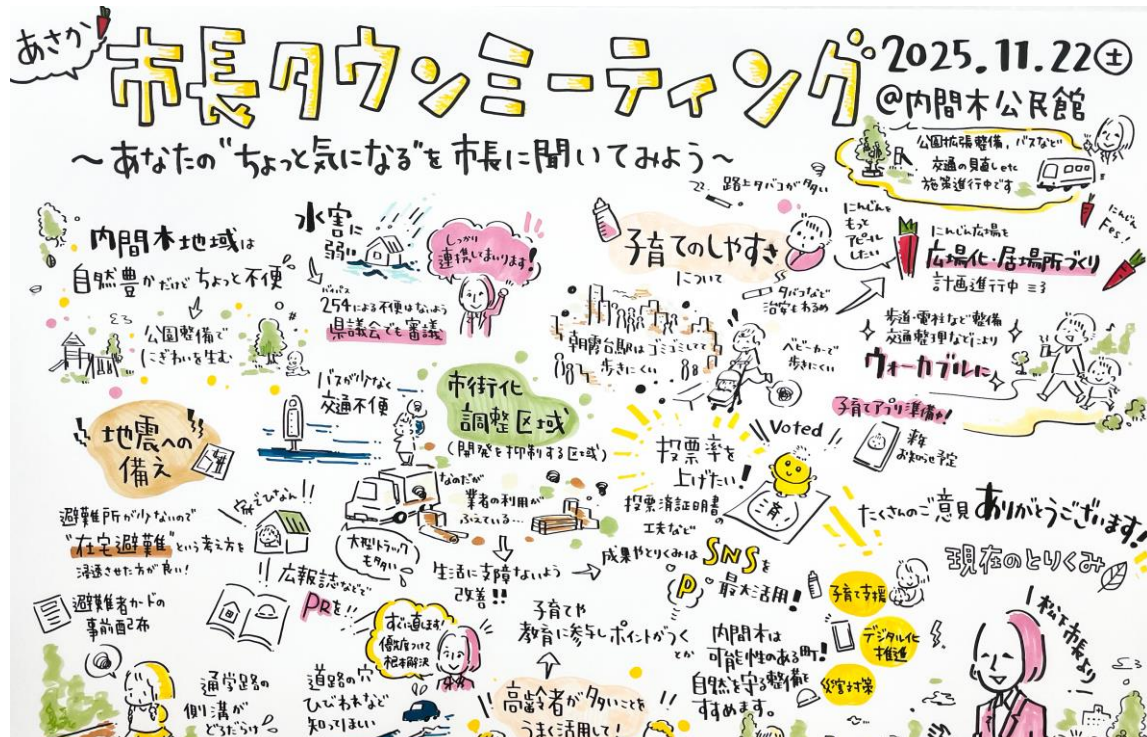 あさか
市長タウンミーティング
2025.11.22㊏
@内間木公民館
～あなたの"ちょっと気になる"を市長に聞いてみよう～
公園拡張整備、バスなど
交通の見直しetc
施策進行中です
内間木地域は
自然豊かだけどちょっと不便
公園整備で
にぎわいを生む
水害に
弱い
しっかり
連携してまいります!
バイパス
254による不便はないよう
県議会でも審議
バスが少なく
交通不便
路上タバコが多い
子育てのしやすさ
について
タバコなど
治安もわるめ
朝霞台駅はゴミゴミしてて
歩きにくい
ベビーカーで
歩きにくい
にんじんを
もっと
アピール
したい
にんじん
Fes!
にんじん広場を
広場化・居場所づくり
計画進行中
歩道・電柱など整備
交通整理などにより
ウォーカブルに
子育てアプリ準備中!
来年
お知らせ予定
地震への
備え
避難所が少ないので
"在宅避難"という考え方を
浸透させた方が良い!
家でひなん!!
避難者カードの
事前配布
広報誌などで
PRを!!
市街化
調整区域
(開発を抑制する区域)
なのだが
業者の利用が
ふえている…
大型トラック
も多い
生活に支障ないよう
改善!!
投票率を
上げたい!
Voted
済!
投票済証明書の
工夫など
成果やとりくみはSNSを
最大活用!
P
子育てや
教育に参与しポイントがつく
とか
高齢者が多いことを
うまく活用して!
通学路の
側溝が
どろだらけ
道路の穴
ひびわれなど
知ってほしい
すぐに直します!
優先度つけて
根本解決
内間木は
可能性のある町!
自然を守る整備を
すすめます。
たくさんのご意見ありがとうございます!
現在のとりくみ
子育て支援
デジタル化
推進
災害対策
松下市長より